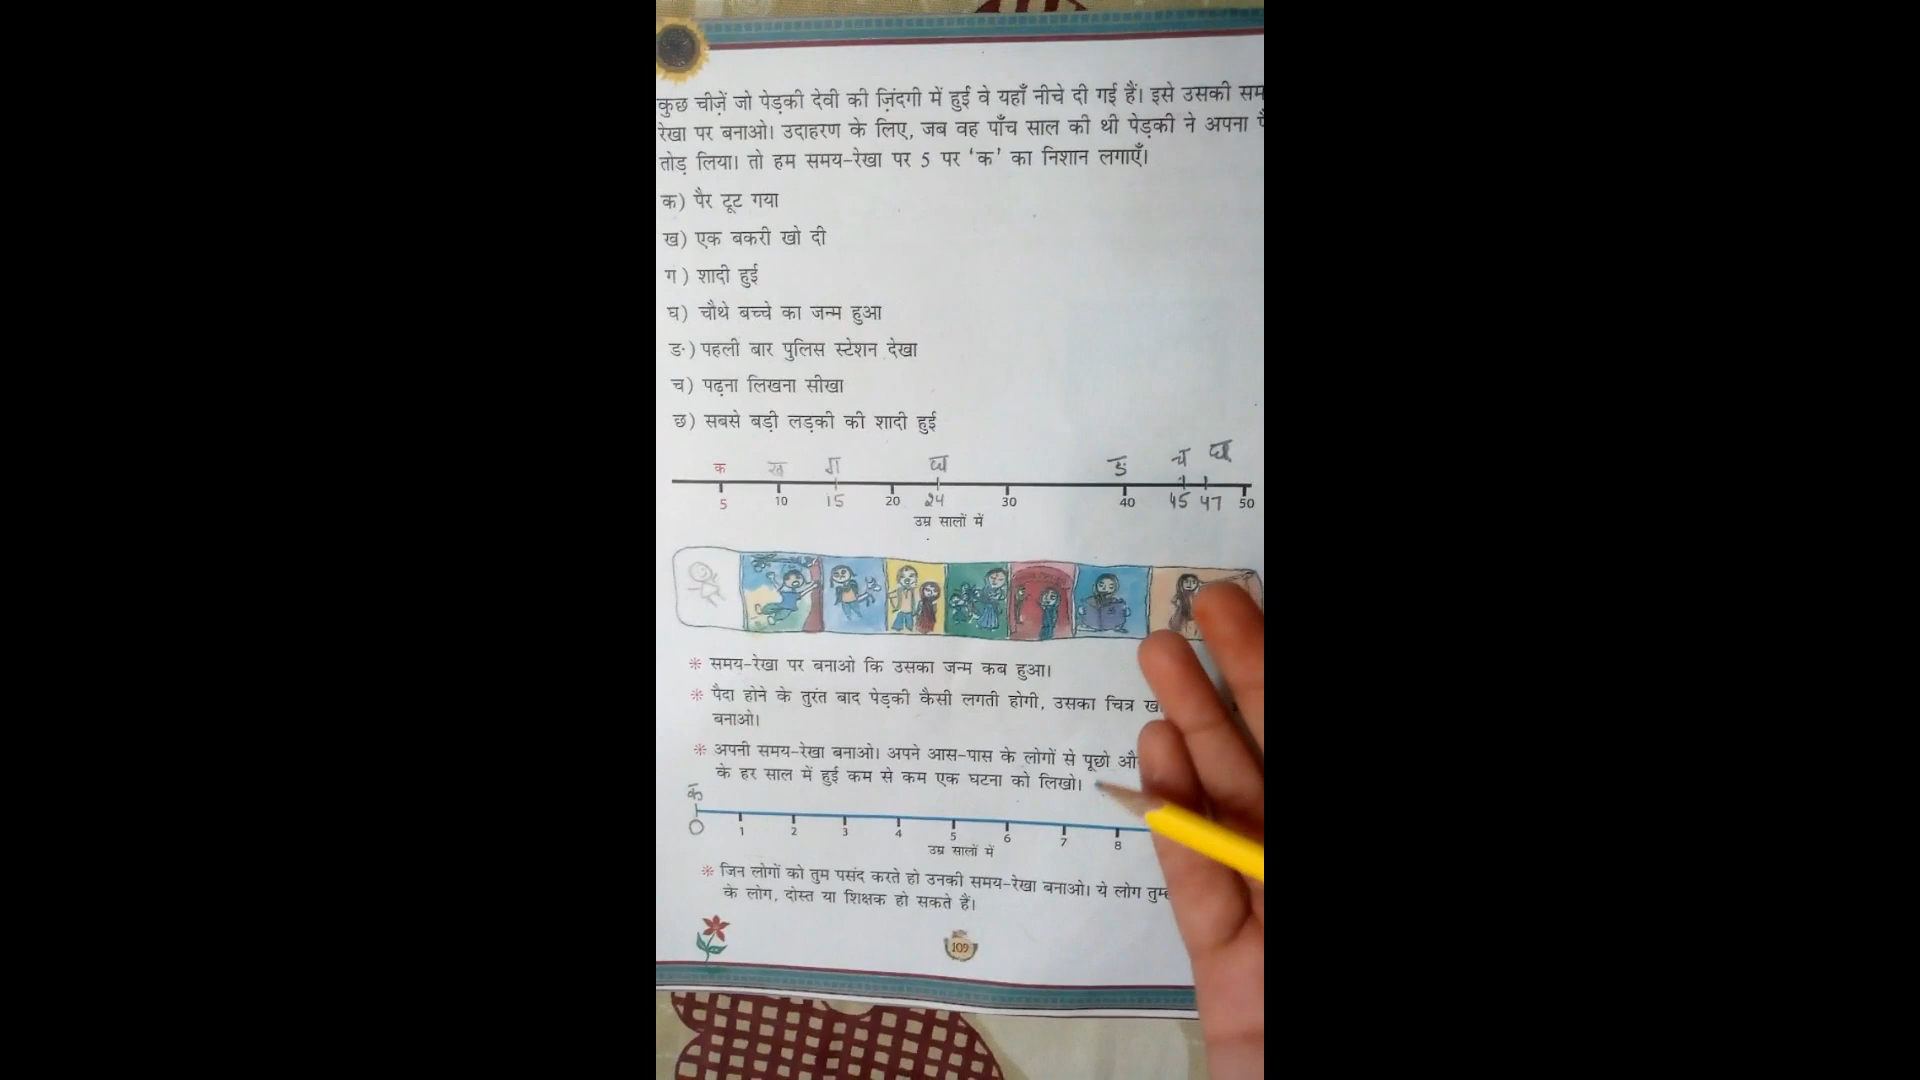 कुछ चीज़ें जो पेड़की देवी की ज़िंदगी में हुई वे यहाँ नीचे दी गई हैं। इसे उसकी सम
रेखा पर बनाओ। उदाहरण के लिए, जब वह पाँच साल की थी पेड़की ने अपना पै
तोड़ लिया। तो हम समय-रेखा पर 5 पर 'क' का निशान लगाएँ।
क) पैर टूट गया
ख) एक बकरी खो दी
ग) शादी हुई
घ) चौथे बच्चे का जन्म हुआ
ङ) पहली बार पुलिस स्टेशन देखा
च) पढ़ना लिखना सीखा
छ) सबसे बड़ी लड़की की शादी हुई
क ख ग घ ङ च
5 10 15 20 24 30 40 45 47 50
उम्र सालों में
* समय-रेखा पर बनाओ कि उसका जन्म कब हुआ।
* पैदा होने के तुरंत बाद पेड़की कैसी लगती होगी, उसका चित्र ख
बनाओ।
* अपनी समय-रेखा बनाओ। अपने आस-पास के लोगों से पूछो औ
के हर साल में हुई कम से कम एक घटना को लिखो।
क
0 1 2 3 4 5 6 7 8
उम्र सालों में
* जिन लोगों को तुम पसंद करते हो उनकी समय-रेखा बनाओ। ये लोग तुम्ह
के लोग, दोस्त या शिक्षक हो सकते हैं।
109